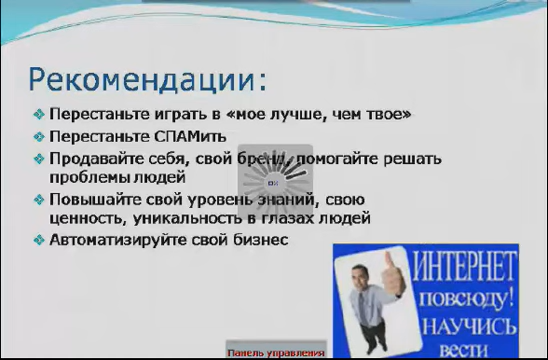 Рекомендации:
Перестаньте играть в «мое лучше, чем твое»
Перестаньте СПАМить
Продавайте себя, свой бренд, помогайте решать
проблемы людей
Повышайте свой уровень знаний, свою
ценность, уникальность в глазах людей
Автоматизируйте свой бизнес
ИНТЕРНЕТ
повсюду!
НАУЧИСЬ
вести
Панель управления